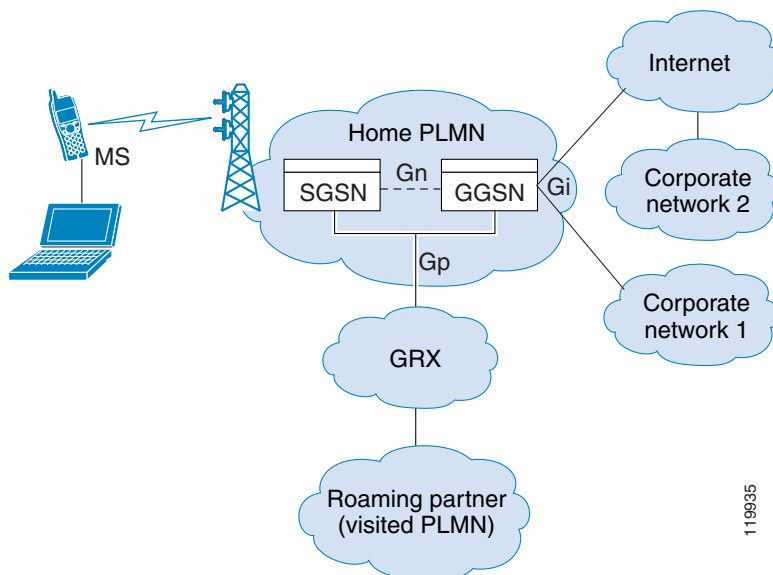 Internet
MS
Home PLMN
SGSN
Gn
GGSN
Gi
Corporate
network 2
Gp
Corporate
network 1
GRX
Roaming partner
(visited PLMN)
119935